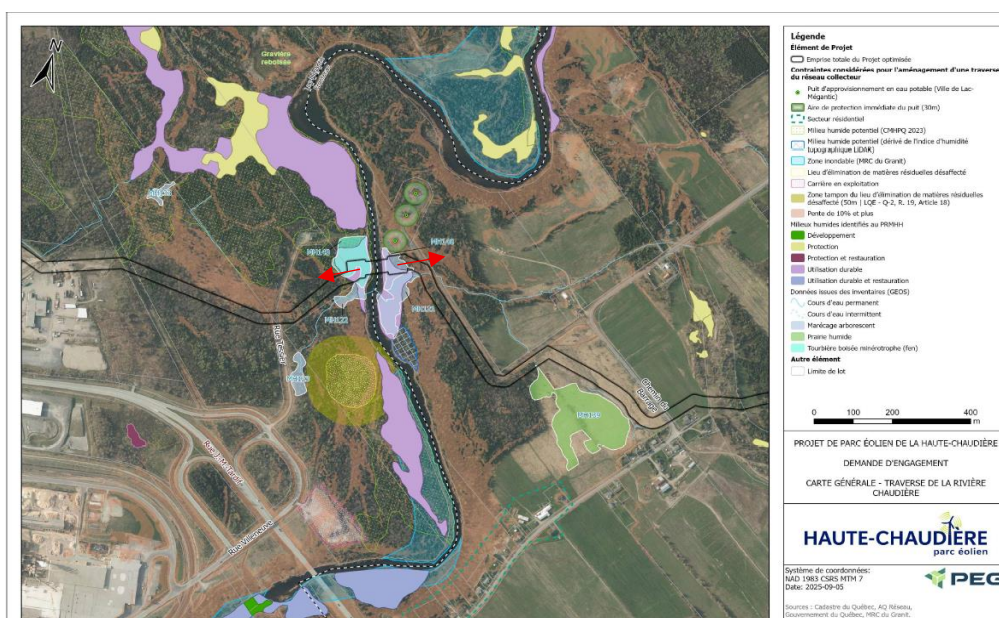 N
Gravière
reboisée
MH148
MH146
MH122
Rue Villeneuve
Chemin du
Barrage
Légende
Élément de Projet
Emprise totale du Projet optimisée
Contraintes considérées pour l'aménagement d'une traverse
du réseau collecteur
Puit d'approvisionnement en eau potable (Ville de Lac-
Mégantic)
Aire de protection immédiate du puit (30m)
Secteur résidentiel
Milieu humide potentiel (CMHPQ 2023)
Milieu humide potentiel (dérivé de l'indice d'humidité
topographique LiDAR)
Zone inondable (MRC du Granit)
Lieu d'élimination de matières résiduelles désaffecté
Carrière en exploitation
Zone tampon du lieu d'élimination de matières résiduelles
désaffecté (50m | LQE - Q-2, R. 19, Article 18)
Pente de 10% et plus
Milieux humides identifiés au PRMHH
Développement
Protection
Protection et restauration
Utilisation durable
Utilisation durable et restauration
Données issues des inventaires (GEOS)
Cours d'eau permanent
Cours d'eau intermittent
Marécage arborescent
Prairie humide
Tourbière boisée minérotrophe (fen)
Autre élément
Limite de lot
0 100 200 400
m
PROJET DE PARC ÉOLIEN DE LA HAUTE-CHAUDIÈRE
DEMANDE D'ENGAGEMENT
CARTE GÉNÉRALE - TRAVERSE DE LA RIVIÈRE
CHAUDIÈRE
HAUTE-CHAUDIÈRE
parc éolien
Système de coordonnées:
NAD 1983 CSRS MTM 7
Date: 2025-09-05
PEG
Sources : Cadastre du Québec, AQ Réseau,
Gouvernement du Québec, MRC du Granit.